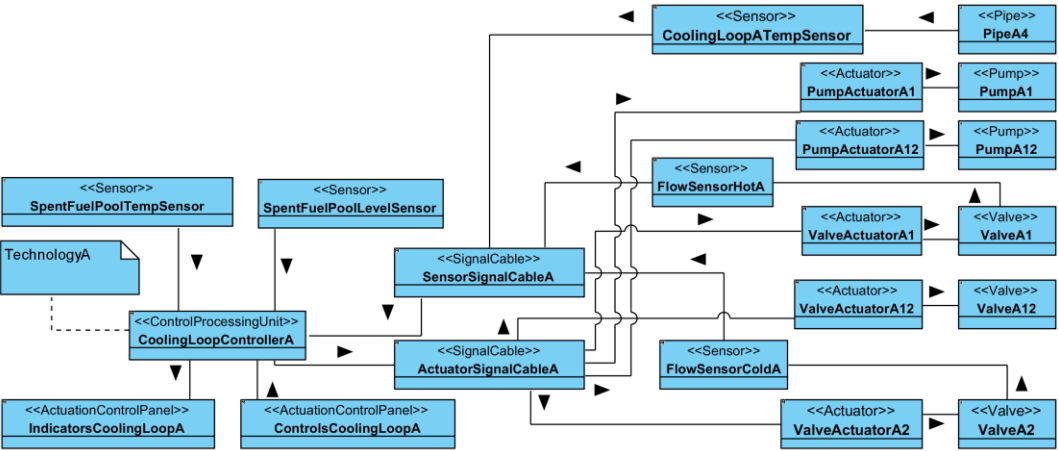 <<Sensor>>
CoolingLoopATempSensor
<<Pipe>>
PipeA4
<<Actuator>>
PumpActuatorA1
<<Pump>>
PumpA1
<<Actuator>>
PumpActuatorA12
<<Pump>>
PumpA12
<<Sensor>>
FlowSensorHotA
<<Sensor>>
SpentFuelPoolTempSensor
<<Sensor>>
SpentFuelPoolLevelSensor
<<Actuator>>
ValveActuatorA1
<<Valve>>
ValveA1
TechnologyA
<<SignalCable>>
SensorSignalCableA
<<Actuator>>
ValveActuatorA12
<<Valve>>
ValveA12
<<ControlProcessingUnit>>
CoolingLoopControllerA
<<SignalCable>>
ActuatorSignalCableA
<<Sensor>>
FlowSensorColdA
<<ActuationControlPanel>>
IndicatorsCoolingLoopA
<<ActuationControlPanel>>
ControlsCoolingLoopA
<<Actuator>>
ValveActuatorA2
<<Valve>>
ValveA2